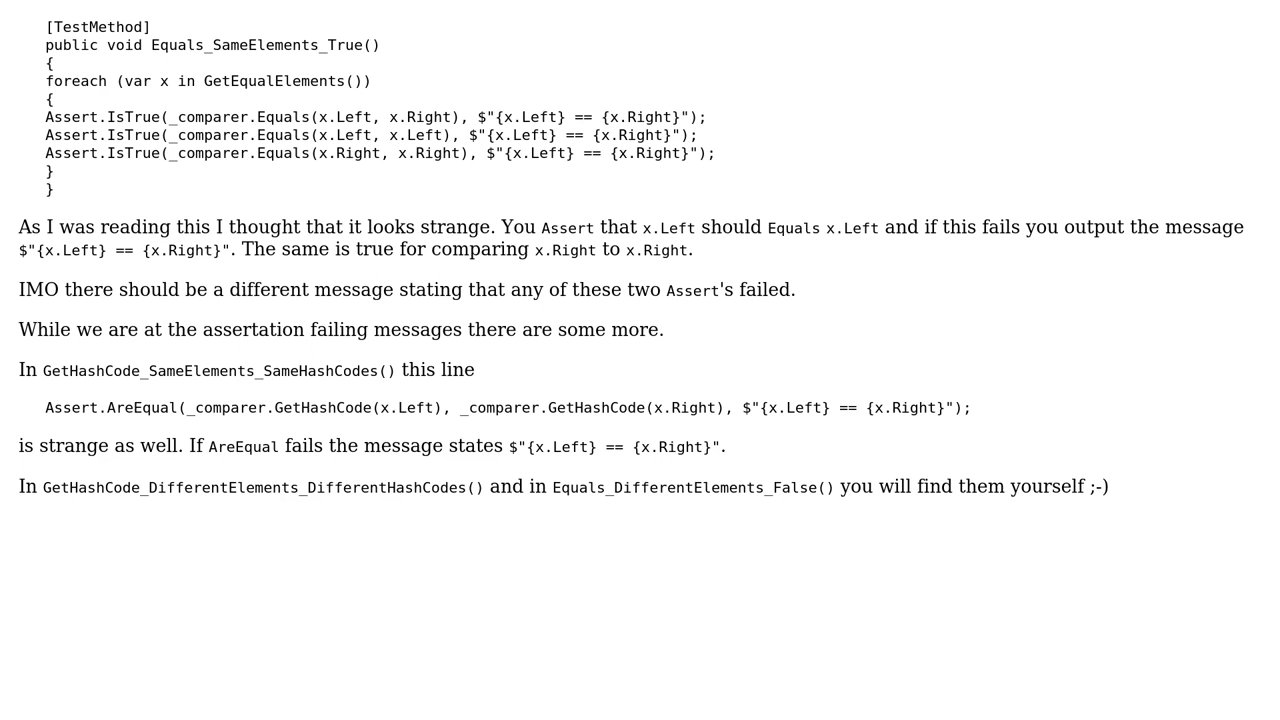 [TestMethod]
public void Equals_SameElements_True()
{
foreach (var x in GetEqualElements())
{
Assert.IsTrue(_comparer.Equals(x.Left, x.Right), $"{x.Left} == {x.Right}");
Assert.IsTrue(_comparer.Equals(x.Left, x.Left), $"{x.Left} == {x.Right}");
Assert.IsTrue(_comparer.Equals(x.Right, x.Right), $"{x.Left} == {x.Right}");
}
}
As I was reading this I thought that it looks strange. You Assert that x.Left should Equals x.Left and if this fails you output the message
$"{x.Left} == {x.Right}". The same is true for comparing x.Right to x.Right.
IMO there should be a different message stating that any of these two Assert's failed.
While we are at the assertation failing messages there are some more.
In GetHashCode_SameElements_SameHashCodes() this line
Assert.AreEqual(_comparer.GetHashCode(x.Left), _comparer.GetHashCode(x.Right), $"{x.Left} == {x.Right}");
is strange as well. If AreEqual fails the message states $"{x.Left} == {x.Right}".
In GetHashCode_DifferentElements_DifferentHashCodes() and in Equals_DifferentElements_False() you will find them yourself ;-)